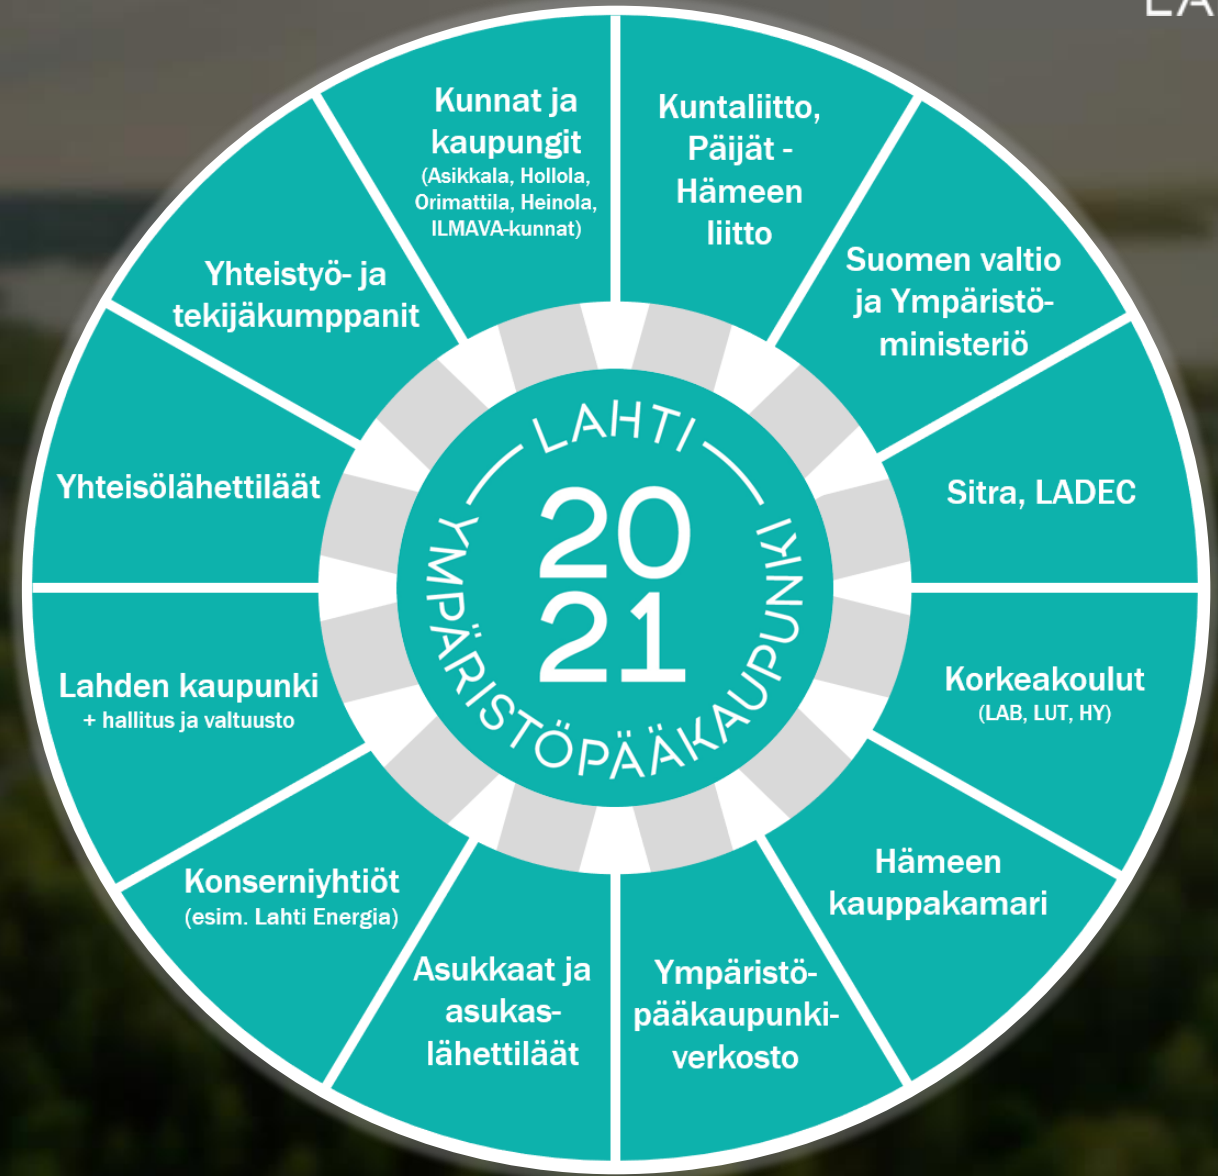 Kunnat ja
kaupungit
(Asikkala, Hollola,
Orimattila, Heinola,
ILMAVA-kunnat)
Kuntaliitto,
Päijät -
Hämeen
liitto
Suomen valtio
ja Ympäristö-
ministeriö
Sitra, LADEC
Korkeakoulut
(LAB, LUT, HY)
Hämeen
kauppakamari
Ympäristö-
pääkaupunki-
verkosto
Asukkaat ja
asukas-
lähettiläät
Konserniyhtiöt
(esim. Lahti Energia)
Lahden kaupunki
+ hallitus ja valtuusto
Yhteisölähettiläät
Yhteistyö- ja
tekijäkumppanit
LAHTI
20
21
YMPÄRISTÖPÄÄKAUPUNKI